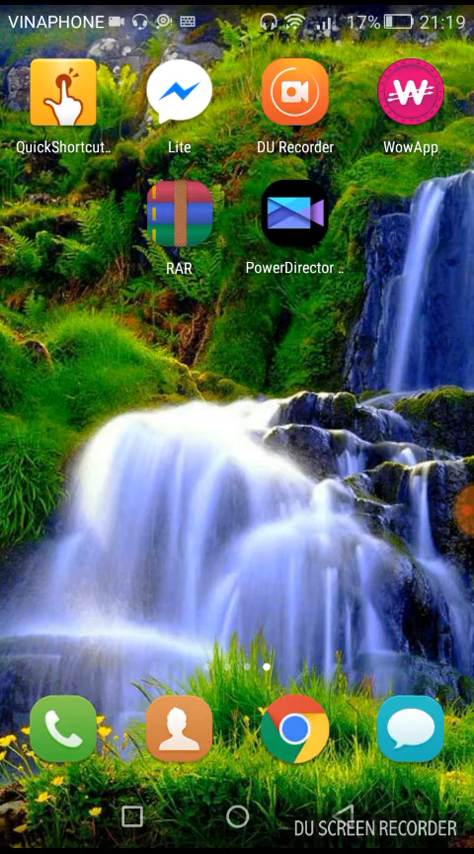 VINAPHONE 17% 21:19
QuickShortcut.. Lite DU Recorder WowApp
RAR PowerDirector ..
DU SCREEN RECORDER